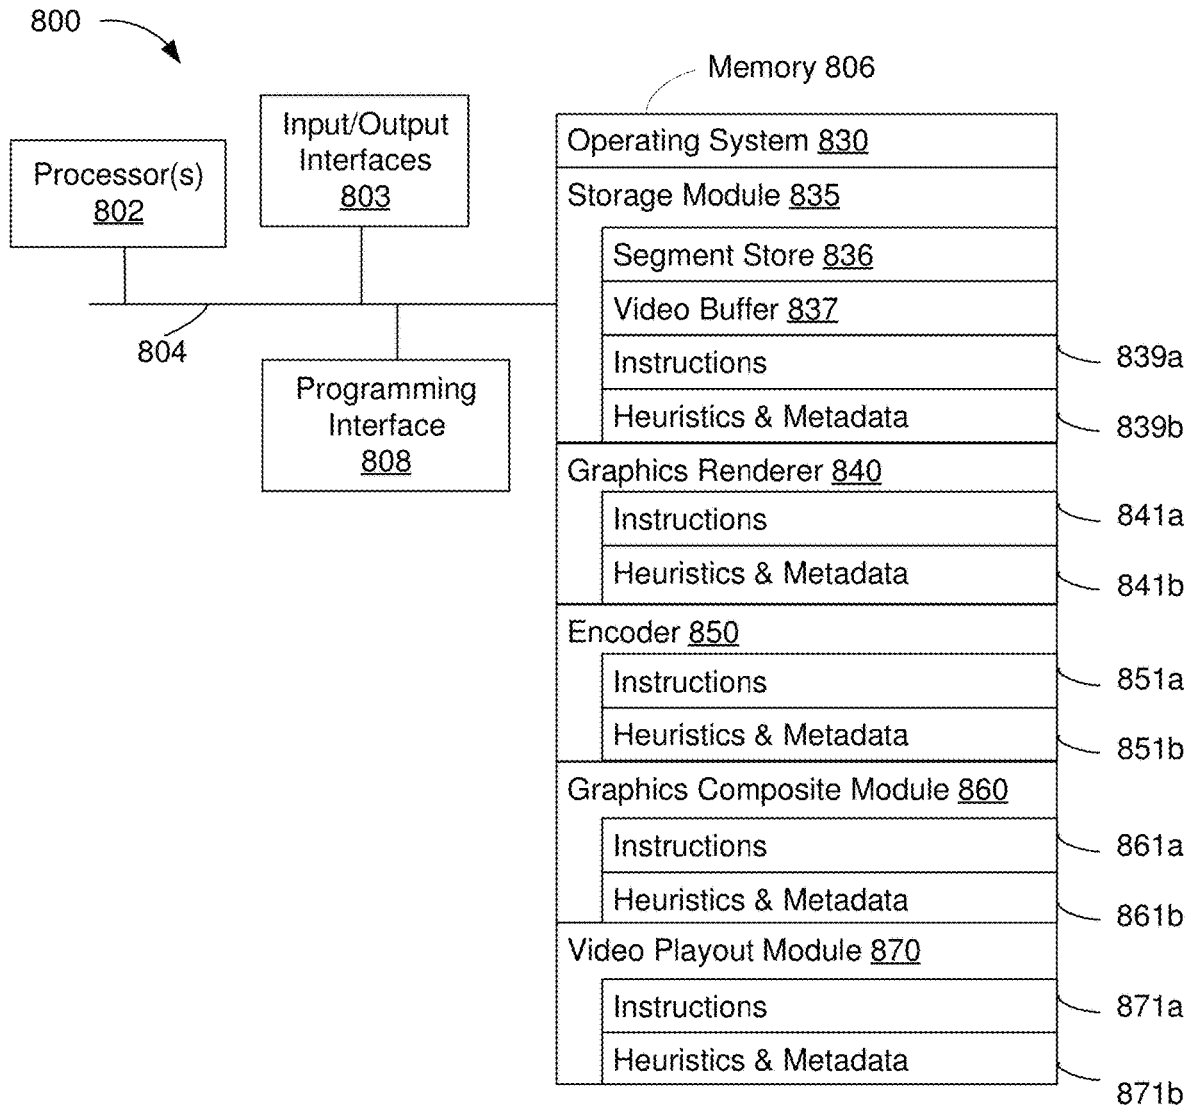 800
Memory 806
Input/Output
Interfaces
803
Processor(s)
802
804
Programming
Interface
808
Operating System 830
Storage Module 835
Segment Store 836
Video Buffer 837
Instructions
839a
Heuristics & Metadata
839b
Graphics Renderer 840
Instructions
841a
Heuristics & Metadata
841b
Encoder 850
Instructions
851a
Heuristics & Metadata
851b
Graphics Composite Module 860
Instructions
861a
Heuristics & Metadata
861b
Video Playout Module 870
Instructions
871a
Heuristics & Metadata
871b